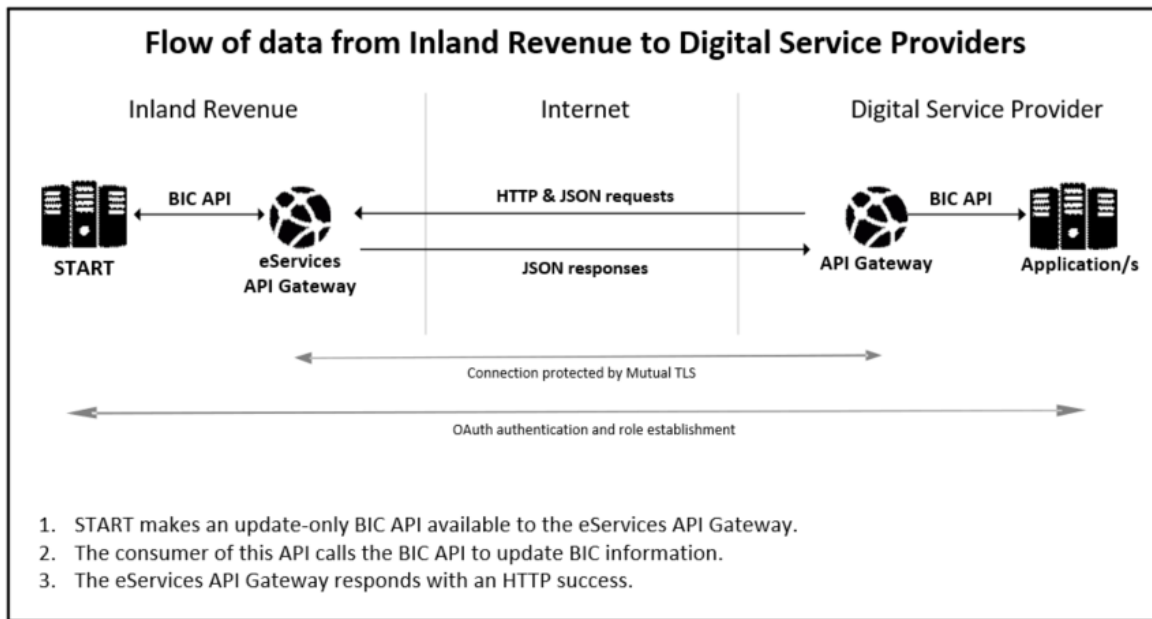 Flow of data from Inland Revenue to Digital Service Providers
Inland Revenue
Internet
Digital Service Provider
BIC API
HTTP & JSON requests
BIC API
START
eServices
API Gateway
JSON responses
API Gateway
Application/s
Connection protected by Mutual TLS
OAuth authentication and role establishment
1. START makes an update-only BIC API available to the eServices API Gateway.
2. The consumer of this API calls the BIC API to update BIC information.
3. The eServices API Gateway responds with an HTTP success.